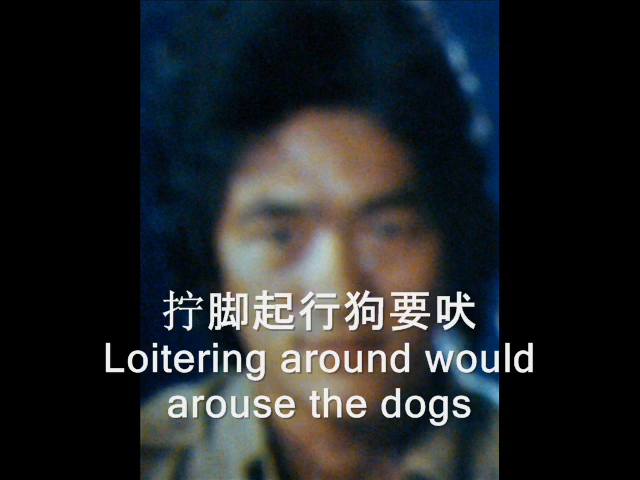 拧脚起行狗要吠
Loitering around would
arouse the dogs